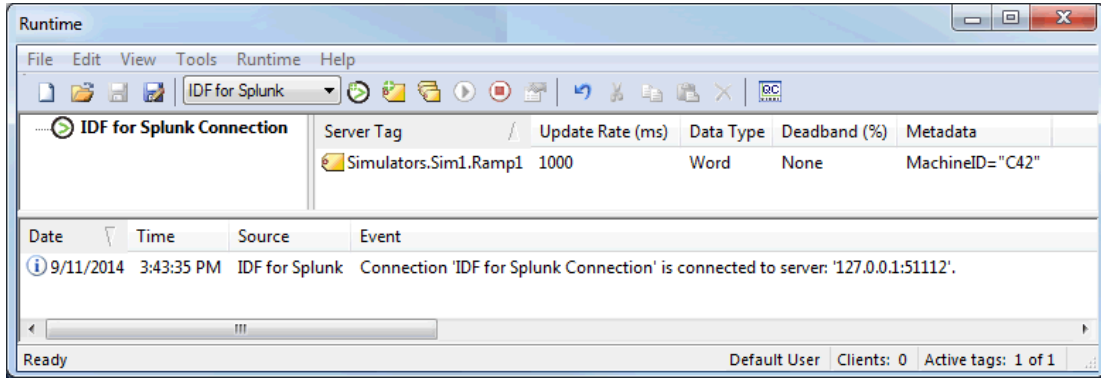 Runtime
File Edit View Tools Runtime Help
IDF for Splunk QC
IDF for Splunk Connection
Server Tag Update Rate (ms) Data Type Deadband (%) Metadata
Simulators.Sim1.Ramp1 1000 Word None MachineID="C42"
Date Time Source Event
9/11/2014 3:43:35 PM IDF for Splunk Connection 'IDF for Splunk Connection' is connected to server: '127.0.0.1:51112'.
Ready Default User Clients: 0 Active tags: 1 of 1